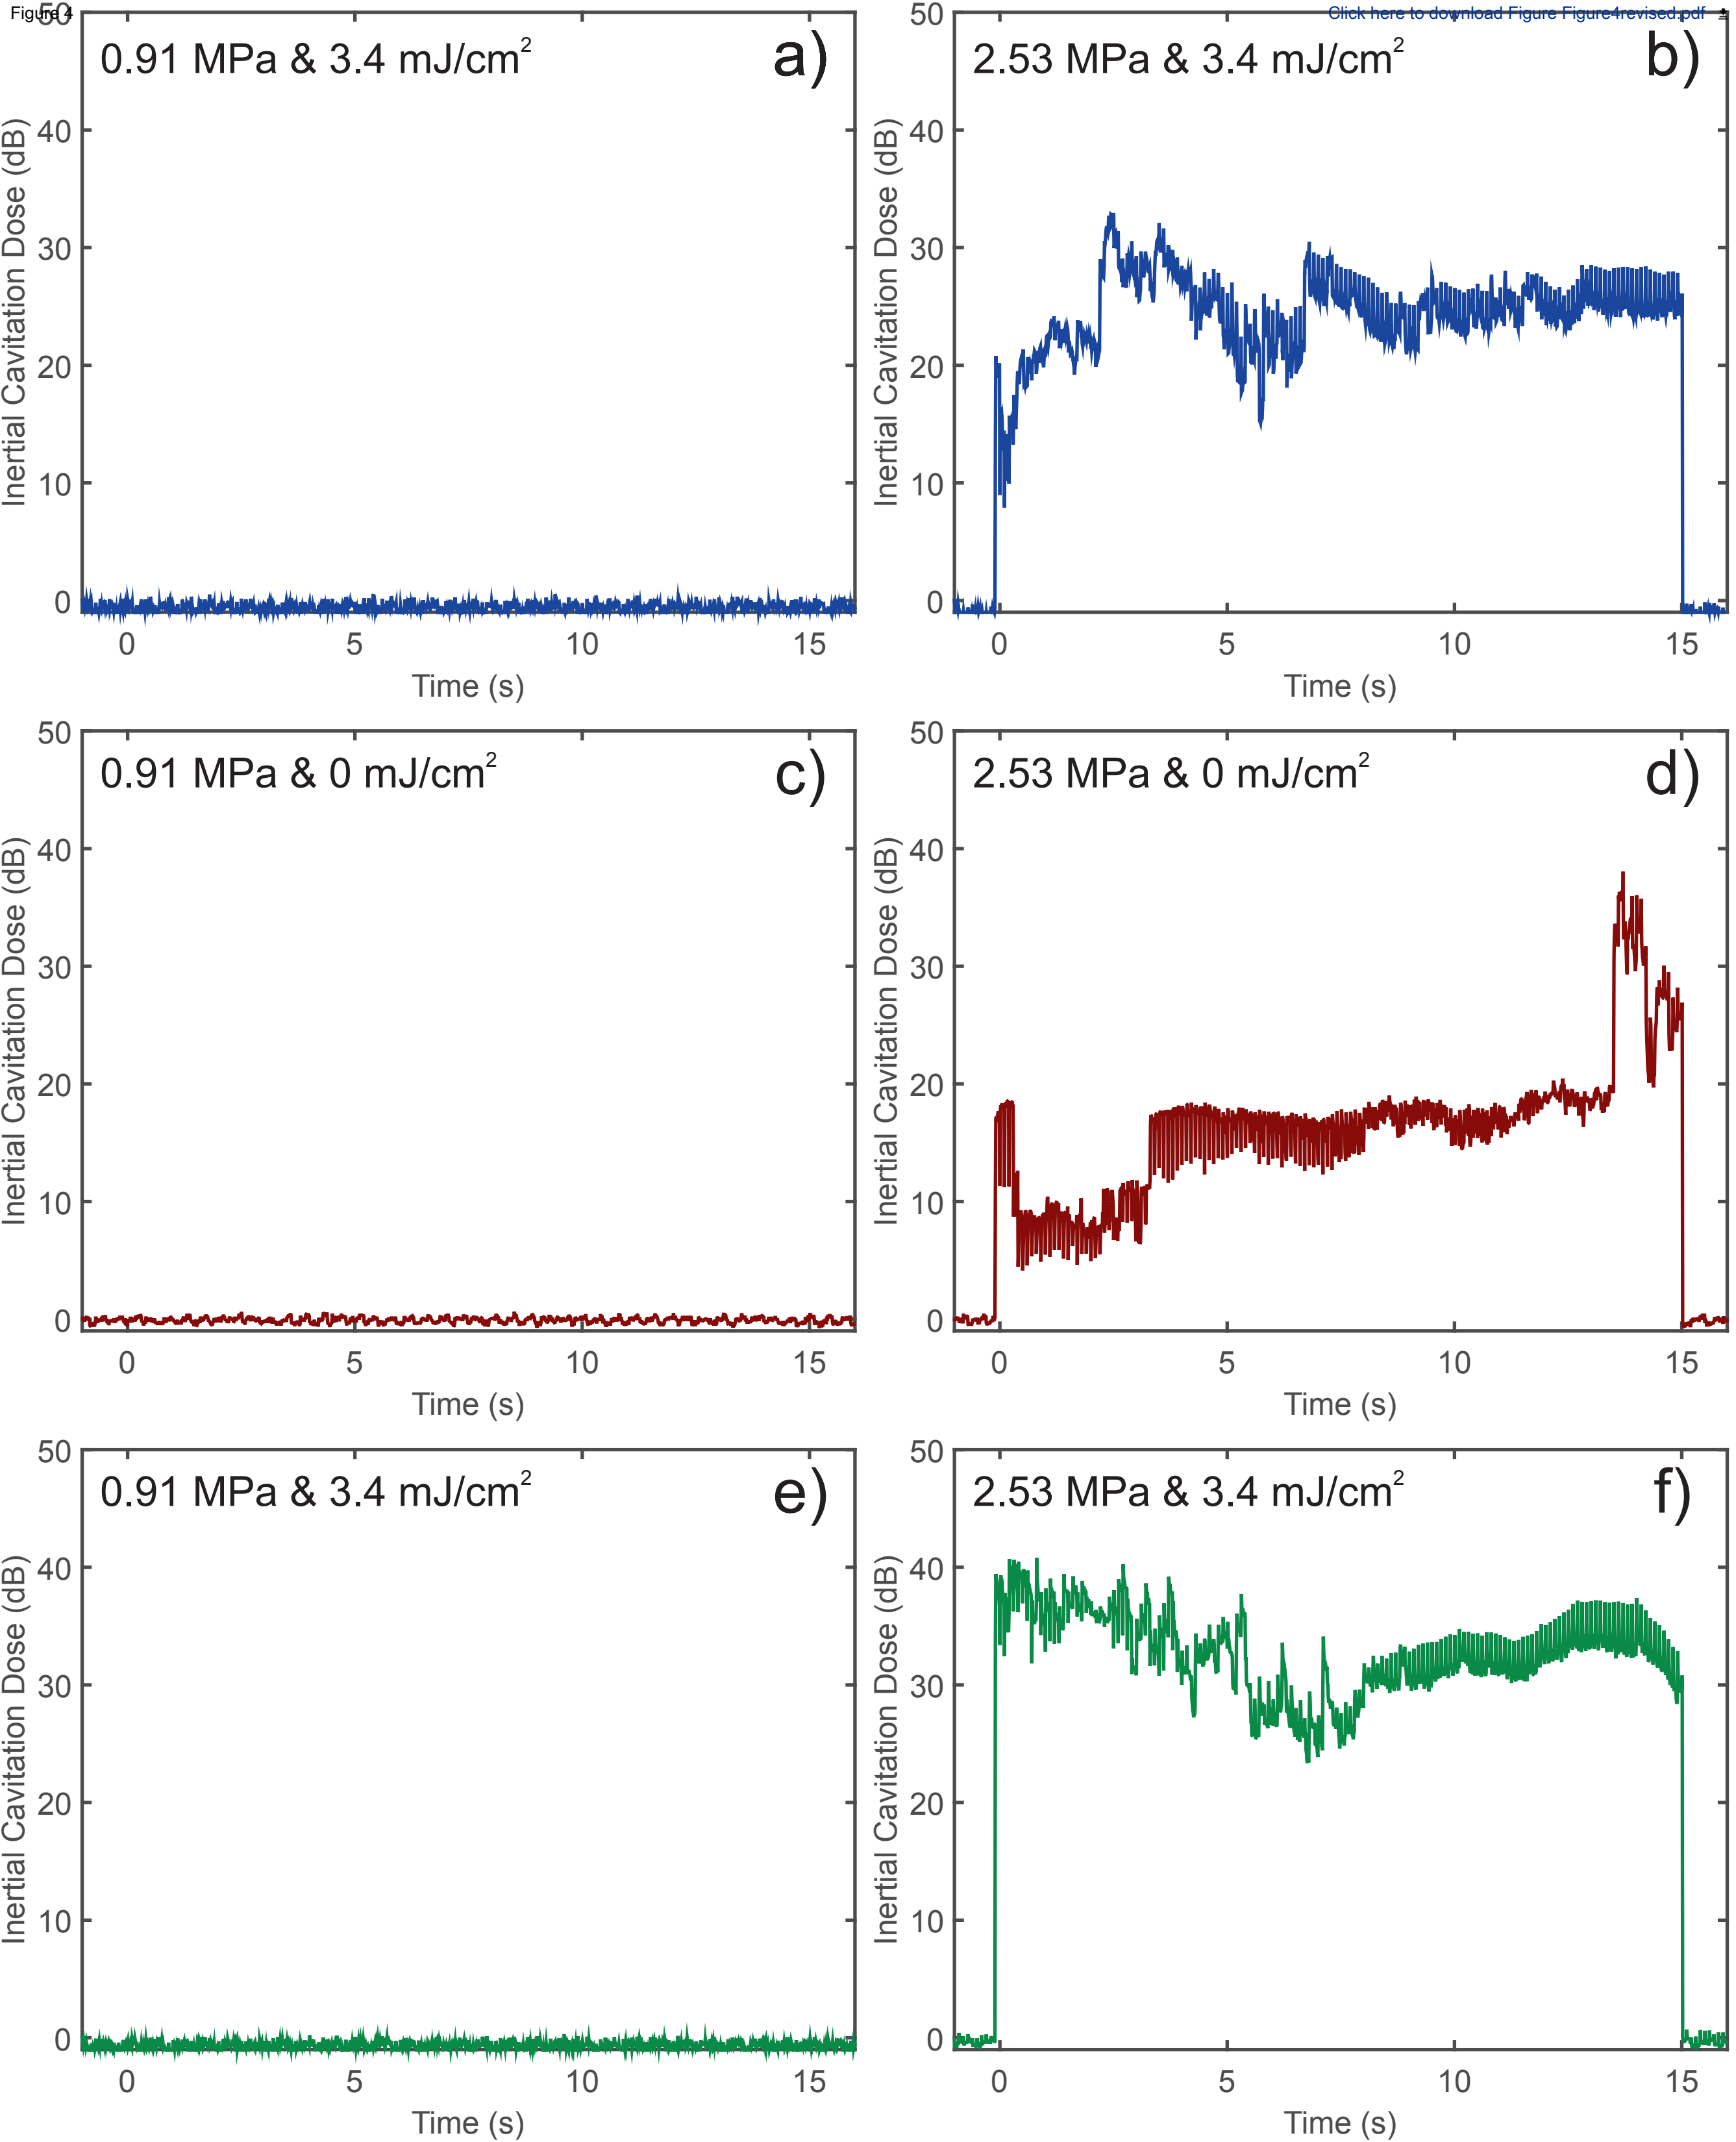 Figure 4
Click here to download Figure Figure4revised.pdf
0.91 MPa & 3.4 mJ/cm²
a)
50
40
30
20
10
0
Inertial Cavitation Dose (dB)
0 5 10 15
Time (s)
2.53 MPa & 3.4 mJ/cm²
b)
50
40
30
20
10
0
Inertial Cavitation Dose (dB)
0 5 10 15
Time (s)
0.91 MPa & 0 mJ/cm²
c)
50
40
30
20
10
0
Inertial Cavitation Dose (dB)
0 5 10 15
Time (s)
2.53 MPa & 0 mJ/cm²
d)
50
40
30
20
10
0
Inertial Cavitation Dose (dB)
0 5 10 15
Time (s)
0.91 MPa & 3.4 mJ/cm²
e)
50
40
30
20
10
0
Inertial Cavitation Dose (dB)
0 5 10 15
Time (s)
2.53 MPa & 3.4 mJ/cm²
f)
50
40
30
20
10
0
Inertial Cavitation Dose (dB)
0 5 10 15
Time (s)